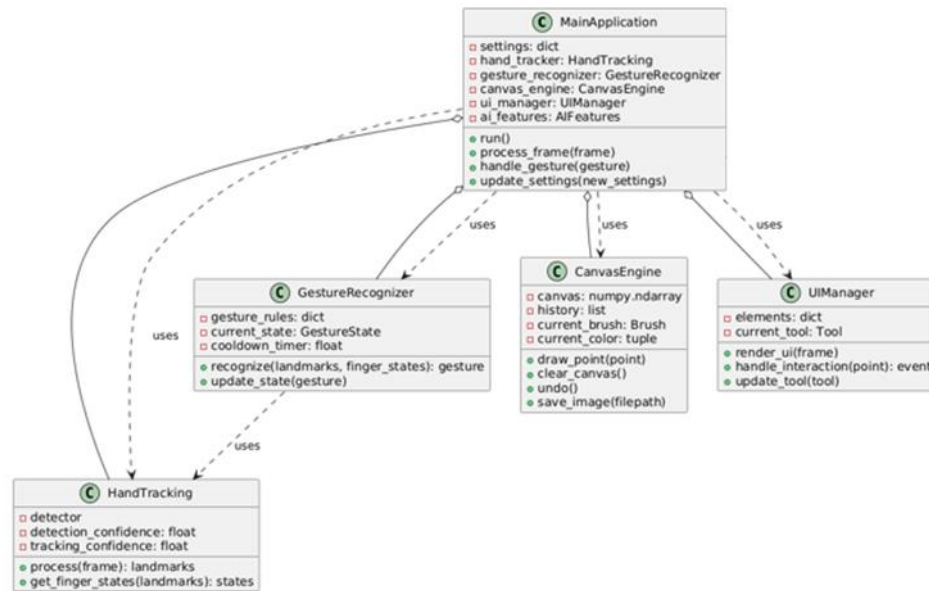 C MainApplication
settings: dict
hand_tracker: HandTracking
gesture_recognizer: GestureRecognizer
canvas_engine: CanvasEngine
ui_manager: UIManager
ai_features: AIFeatures
run()
process_frame(frame)
handle_gesture(gesture)
update_settings(new_settings)
uses
uses
uses
C GestureRecognizer
gesture_rules: dict
current_state: GestureState
cooldown_timer: float
recognize(landmarks, finger_states): gesture
update_state(gesture)
C CanvasEngine
canvas: numpy.ndarray
history: list
current_brush: Brush
current_color: tuple
draw_point(point)
clear_canvas()
undo()
save_image(filepath)
C UIManager
elements: dict
current_tool: Tool
render_ui(frame)
handle_interaction(point): event
update_tool(tool)
uses
uses
C HandTracking
detector
detection_confidence: float
tracking_confidence: float
process(frame): landmarks
get_finger_states(landmarks): states